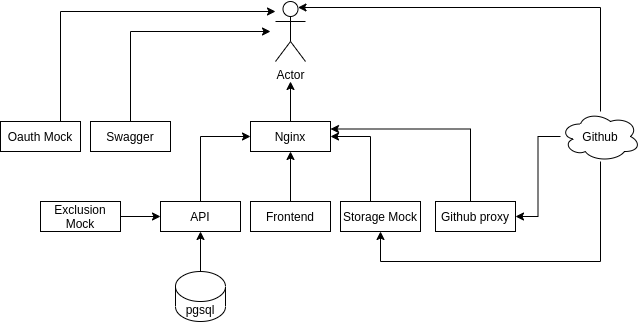 Actor
Oauth Mock
Swagger
Nginx
Github
Exclusion
Mock
API
Frontend
Storage Mock
Github proxy
pgsql